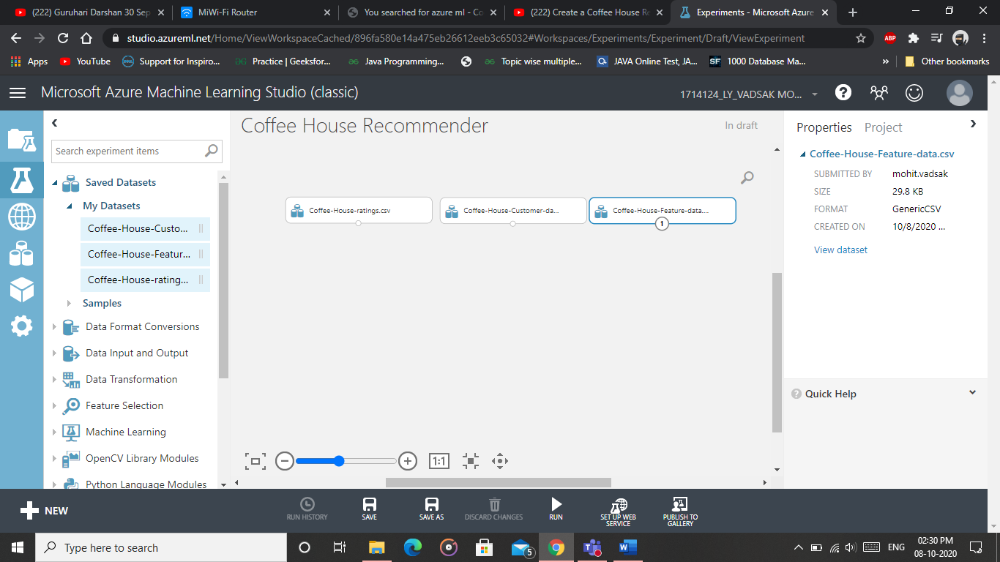 (222) Guruhari Darshan 30 Sep
MiWi-Fi Router
You searched for azure ml - Co
(222) Create a Coffee House Re
Experiments - Microsoft Azure
studio.azureml.net/Home/ViewWorkspaceCached/896fa580e14a475eb26612eeb3c65032#Workspaces/Experiments/Experiment/Draft/ViewExperiment
ABP
Apps
YouTube
Support for Inspiro...
Practice | Geeksfor...
Java Programming...
Topic wise multiple...
JAVA Online Test, JA...
SF
1000 Database Ma...
»
Other bookmarks
Microsoft Azure Machine Learning Studio (classic)
1714124_LY_VADSAK MO...
Search experiment items
Saved Datasets
My Datasets
Coffee-House-Custo...
Coffee-House-Featur...
Coffee-House-rating...
Samples
Data Format Conversions
Data Input and Output
Data Transformation
Feature Selection
Machine Learning
OpenCV Library Modules
Python Language Modules
Coffee House Recommender
In draft
Coffee-House-ratings.csv
Coffee-House-Customer-da...
Coffee-House-Feature-data....
1
1:1
Properties
Project
Coffee-House-Feature-data.csv
SUBMITTED BY mohit.vadsak
SIZE 29.8 KB
FORMAT GenericCSV
CREATED ON 10/8/2020 ...
View dataset
Quick Help
NEW
RUN HISTORY
SAVE
SAVE AS
DISCARD CHANGES
RUN
SET UP WEB
SERVICE
PUBLISH TO
GALLERY
Type here to search
5
ENG
02:30 PM
08-10-2020